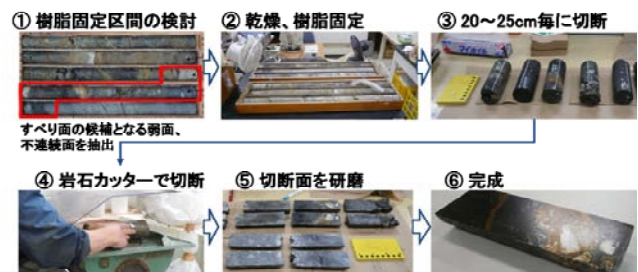 ① 樹脂固定区間の検討
② 乾燥、樹脂固定
③ 20～25cm毎に切断
すべり面の候補となる弱面、
不連続面を抽出
④ 岩石カッターで切断
⑤ 切断面を研磨
⑥ 完成